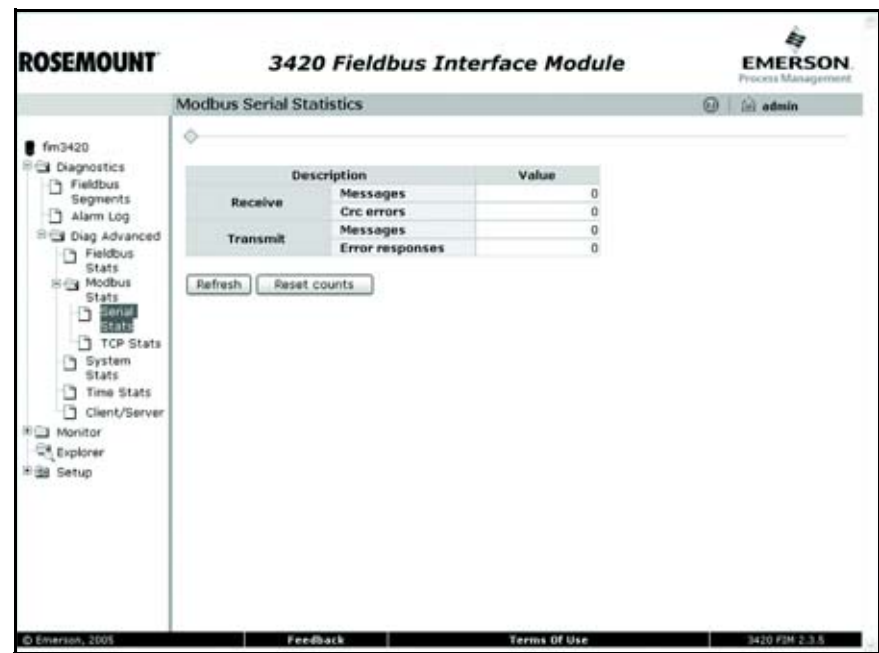 ROSEMOUNT
3420 Fieldbus Interface Module
EMERSON
Process Management
Modbus Serial Statistics
admin
fim3420
Diagnostics
Fieldbus
Segments
Alarm Log
Diag Advanced
Fieldbus
Stats
Modbus
Stats
Serial
Stats
TCP Stats
System
Stats
Time Stats
Client/Server
Monitor
Explorer
Setup
Description Value
Receive Messages 0
Crc errors 0
Transmit Messages 0
Error responses 0
Refresh Reset counts
© Emerson, 2005 Feedback Terms Of Use 3420 FIM 2.3.5